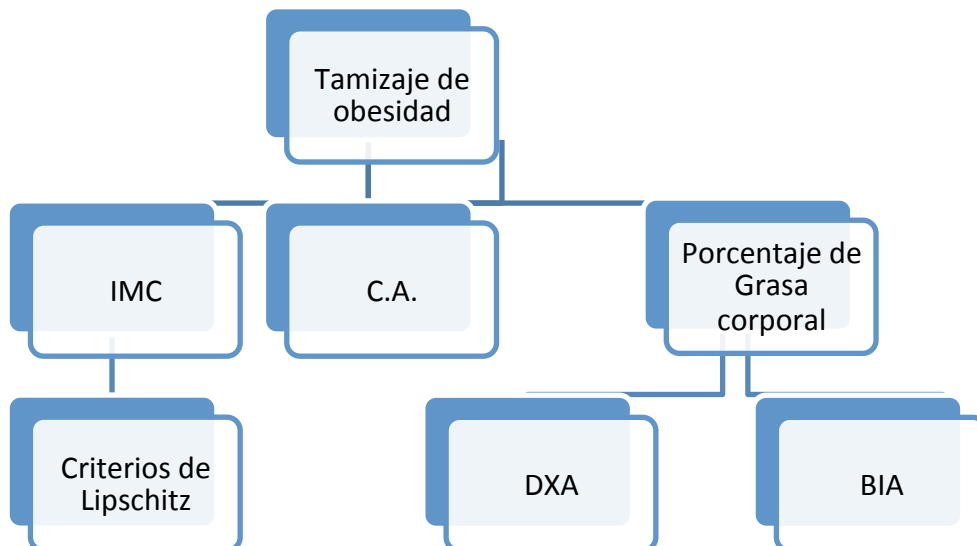 Tamizaje de
obesidad
IMC
C.A.
Porcentaje de
Grasa
corporal
Criterios de
Lipschitz
DXA
BIA